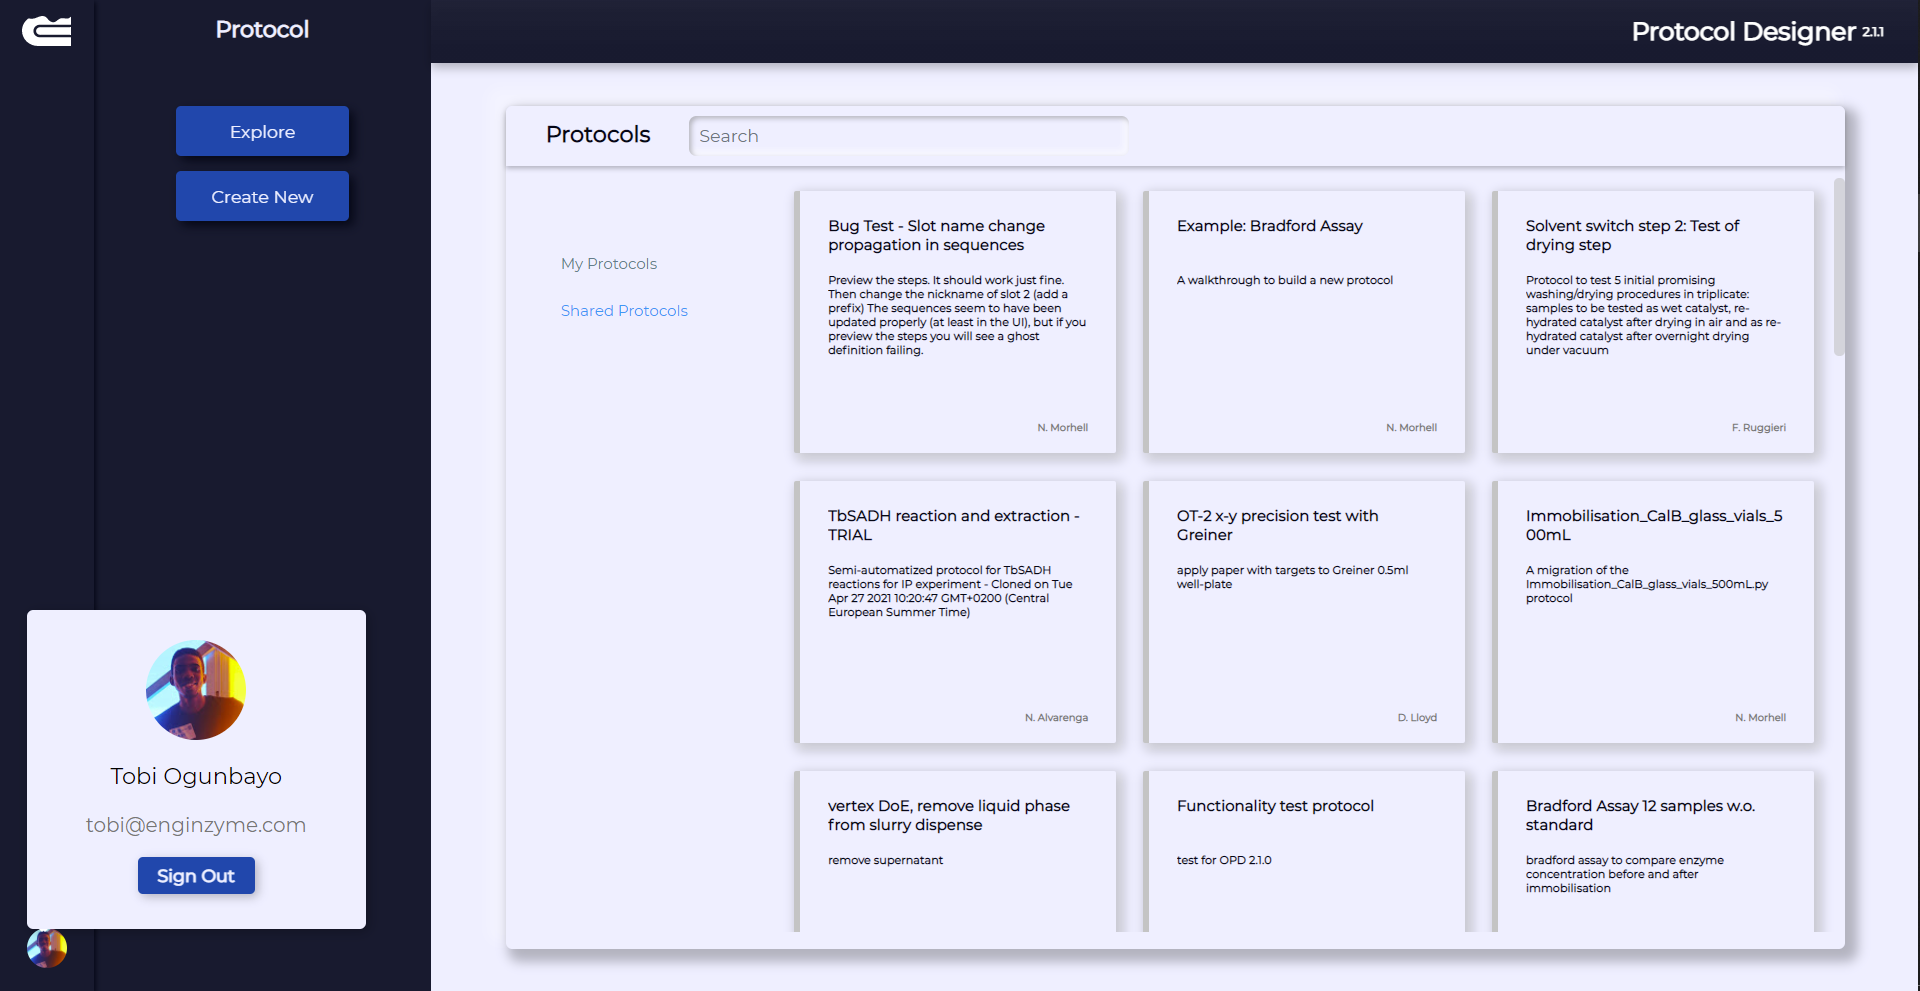 Protocol
Protocol Designer 2.1.1
Explore
Create New
Protocols
Search
My Protocols
Shared Protocols
Bug Test - Slot name change
propagation in sequences
Preview the steps. It should work just fine.
Then change the nickname of slot 2 (add a
prefix) The sequences seem to have been
updated properly (at least in the UI), but if you
preview the steps you will see a ghost
definition failing.
N. Morhell
Example: Bradford Assay
A walkthrough to build a new protocol
N. Morhell
Solvent switch step 2: Test of
drying step
Protocol to test 5 initial promising
washing/drying procedures in triplicate:
samples to be tested as wet catalyst, re-
hydrated catalyst after drying in air and as re-
hydrated catalyst after overnight drying
under vacuum
F. Ruggieri
TbSADH reaction and extraction -
TRIAL
Semi-automatized protocol for TbSADH
reactions for IP experiment - Cloned on Tue
Apr 27 2021 10:20:47 GMT+0200 (Central
European Summer Time)
N. Alvarenga
OT-2 x-y precision test with
Greiner
apply paper with targets to Greiner 0.5ml
well-plate
D. Lloyd
Immobilisation_CalB_glass_vials_5
00mL
A migration of the
Immobilisation_CalB_glass_vials_500mL.py
protocol
N. Morhell
vertex DoE, remove liquid phase
from slurry dispense
remove supernatant
Functionality test protocol
test for OPD 2.1.0
Bradford Assay 12 samples w.o.
standard
bradford assay to compare enzyme
concentration before and after
immobilisation
Tobi Ogunbayo
tobi@enginzyme.com
Sign Out